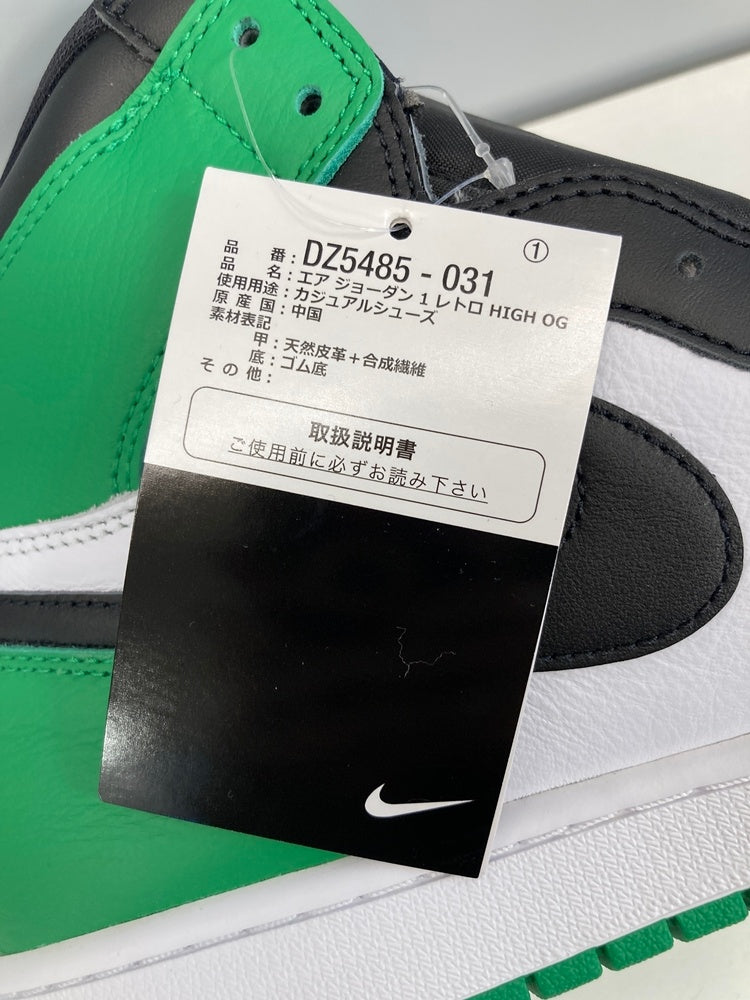 ①
品 番：DZ5485 - 031
品 名：エア ジョーダン 1 レトロ HIGH OG
使用用途：カジュアルシューズ
原 産 国：中国
素材表記
甲：天然皮革＋合成繊維
底：ゴム底
そ の 他：
取扱説明書
ご使用前に必ずお読み下さい